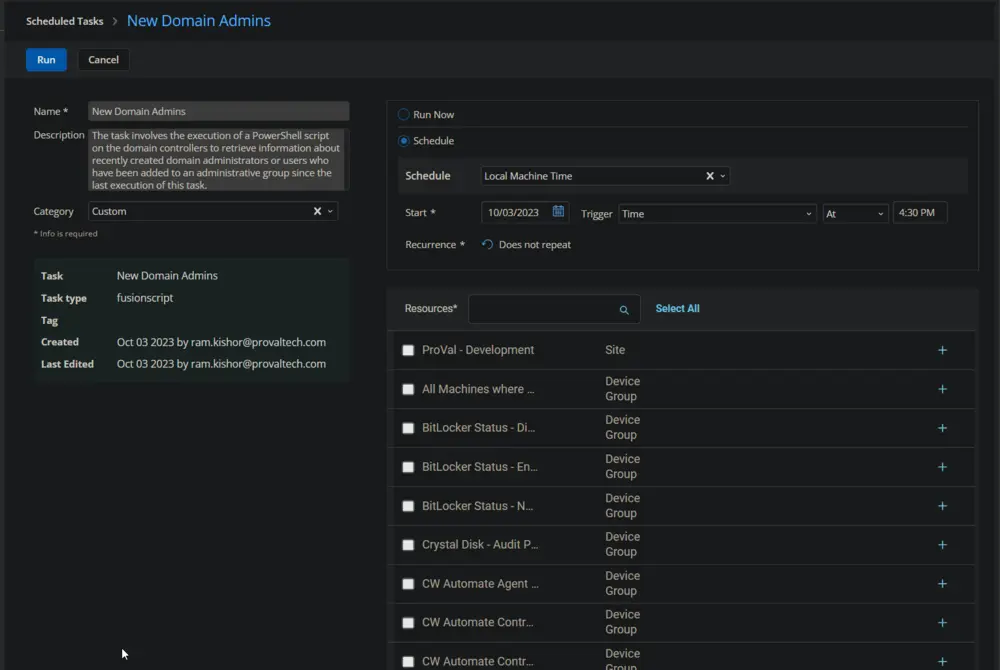 Scheduled Tasks > New Domain Admins
Run Cancel
Name * New Domain Admins
Description The task involves the execution of a PowerShell script
on the domain controllers to retrieve information about
recently created domain administrators or users who
have been added to an administrative group since the
last execution of this task.
Category Custom
* Info is required
Task New Domain Admins
Task type fusionscript
Tag
Created Oct 03 2023 by ram.kishor@provaltech.com
Last Edited Oct 03 2023 by ram.kishor@provaltech.com
Run Now
Schedule
Schedule Local Machine Time
Start * 10/03/2023 Trigger Time At 4:30 PM
Recurrence * Does not repeat
Resources* Select All
ProVal - Development Site
All Machines where ... Device
Group
BitLocker Status - Di... Device
Group
BitLocker Status - En... Device
Group
BitLocker Status - N... Device
Group
Crystal Disk - Audit P... Device
Group
CW Automate Agent ... Device
Group
CW Automate Contr... Device
Group
CW Automate Contr... Device
Group